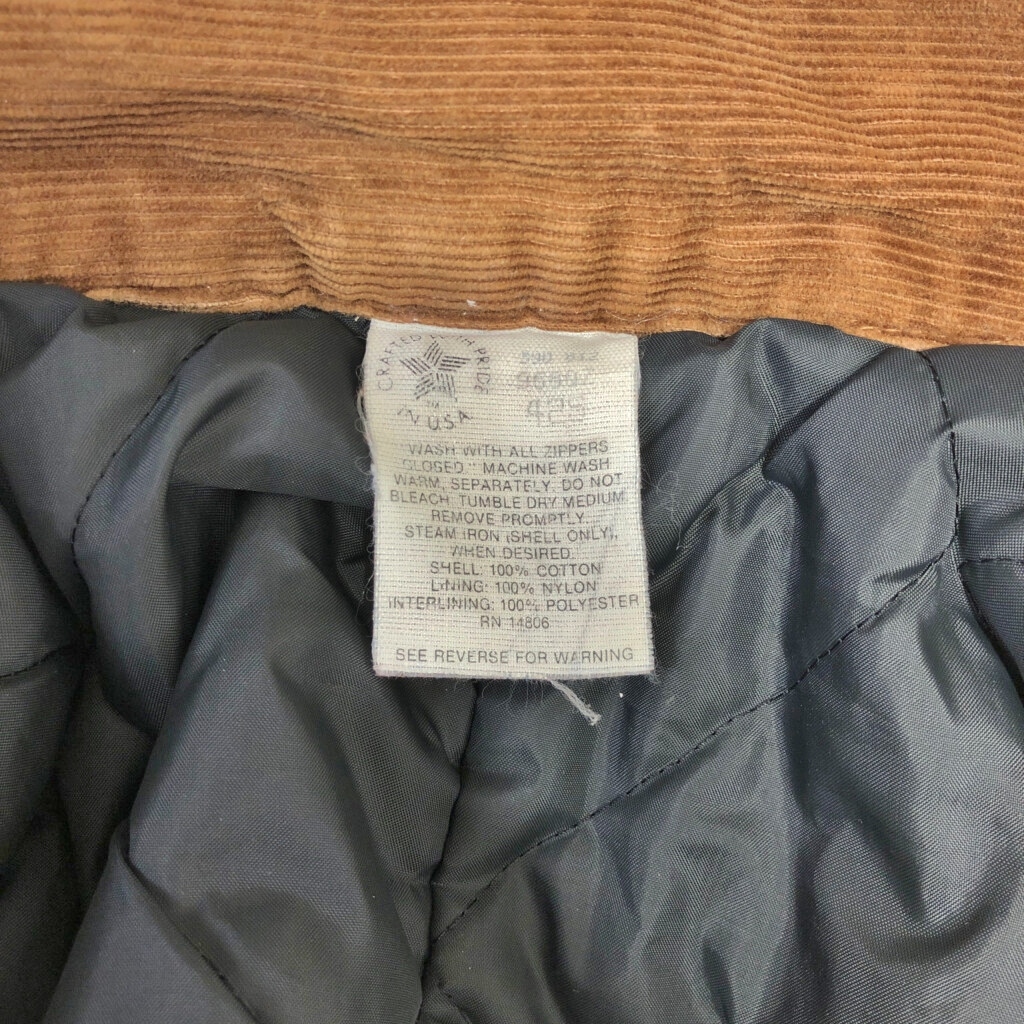 CRAFTED WITH PRIDE
IN USA
WASH WITH ALL ZIPPERS
CLOSED. MACHINE WASH
WARM, SEPARATELY. DO NOT
BLEACH. TUMBLE DRY MEDIUM.
REMOVE PROMPTLY.
STEAM IRON (SHELL ONLY),
WHEN DESIRED.
SHELL: 100% COTTON
LINING: 100% NYLON
INTERLINING: 100% POLYESTER
RN 14806
SEE REVERSE FOR WARNING